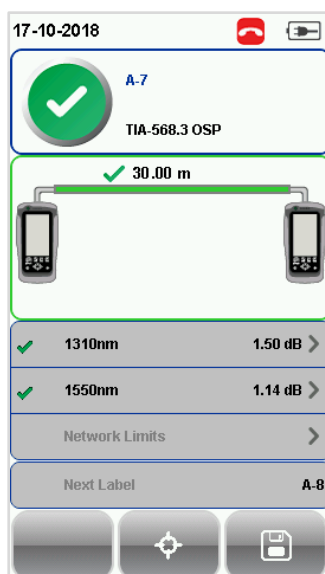 17-10-2018
A-7
TIA-568.3 OSP
30.00 m
1310nm 1.50 dB
1550nm 1.14 dB
Network Limits
Next Label A-8